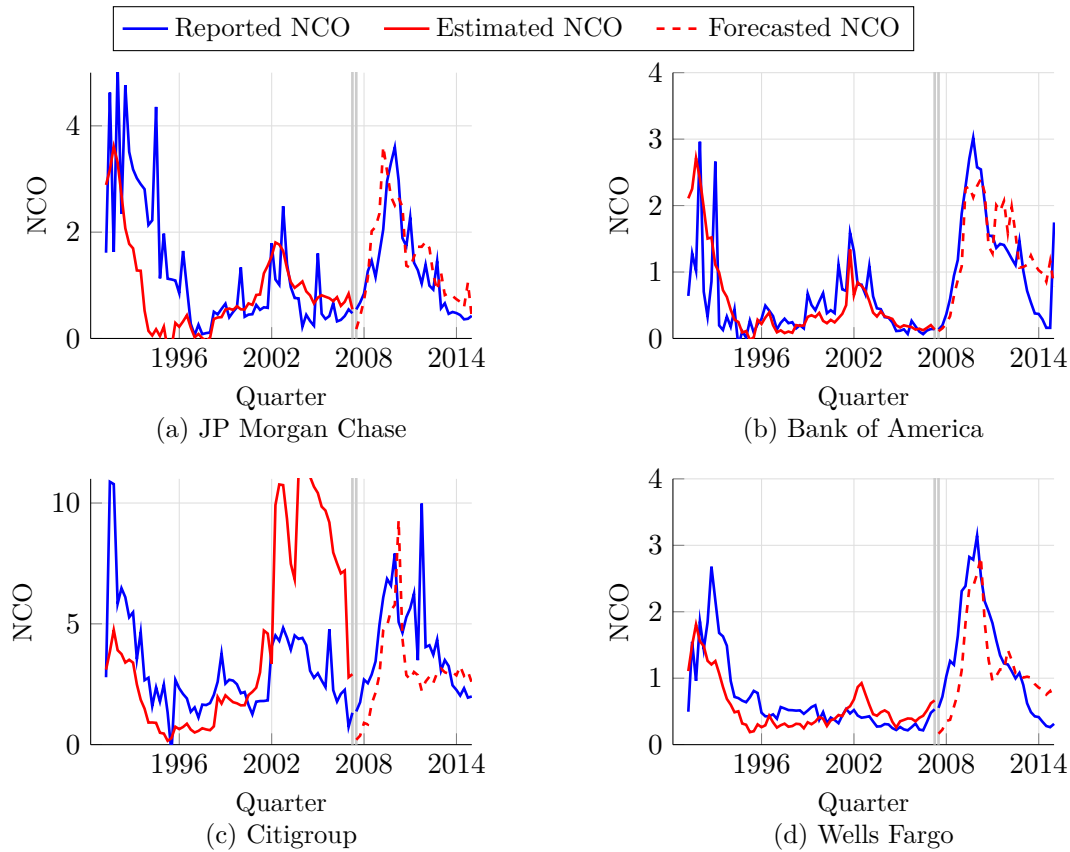 Reported NCO Estimated NCO Forecasted NCO
4
2
0
NCO
1996 2002 2008 2014
Quarter
(a) JP Morgan Chase
4
3
2
1
0
NCO
1996 2002 2008 2014
Quarter
(b) Bank of America
10
5
0
NCO
1996 2002 2008 2014
Quarter
(c) Citigroup
4
3
2
1
0
NCO
1996 2002 2008 2014
Quarter
(d) Wells Fargo